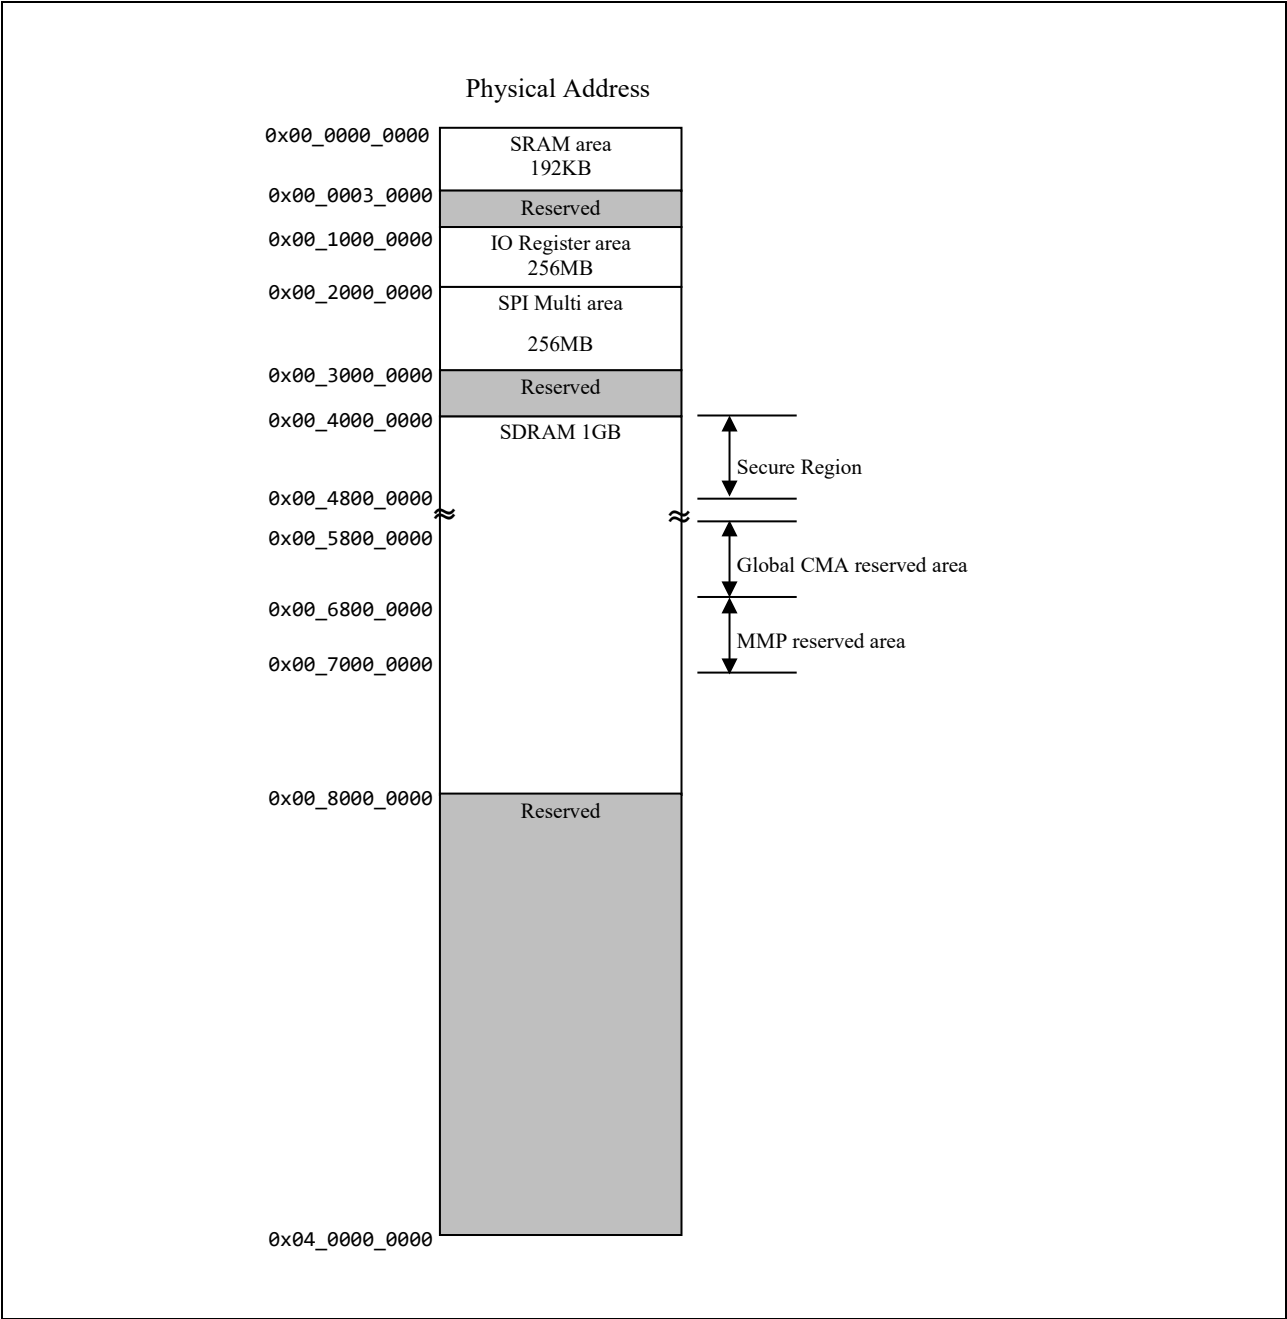 Physical Address
0x00_0000_0000
SRAM area
192KB
0x00_0003_0000
Reserved
0x00_1000_0000
IO Register area
256MB
0x00_2000_0000
SPI Multi area
256MB
0x00_3000_0000
Reserved
0x00_4000_0000
SDRAM 1GB
Secure Region
0x00_4800_0000
0x00_5800_0000
Global CMA reserved area
0x00_6800_0000
MMP reserved area
0x00_7000_0000
0x00_8000_0000
Reserved
0x04_0000_0000